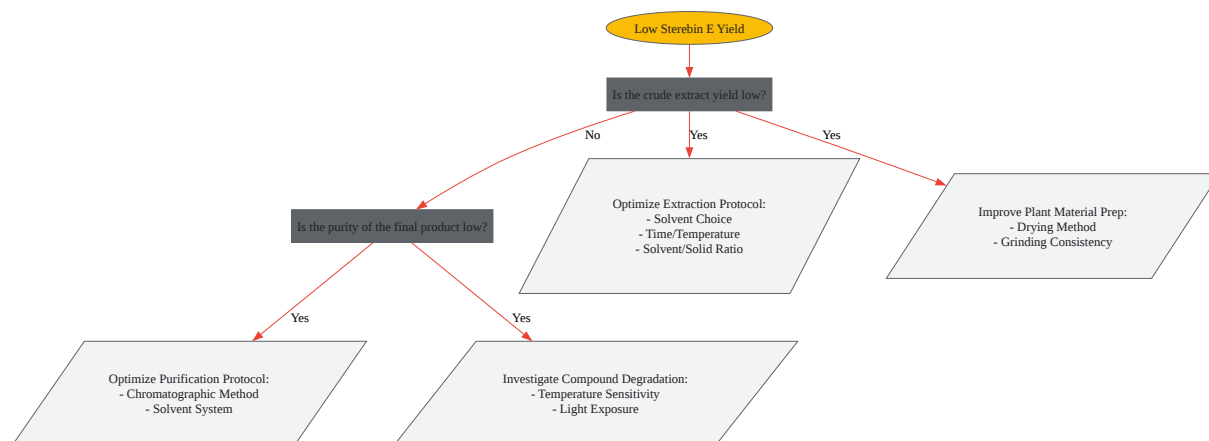 Low Sterebin E Yield
Is the crude extract yield low?
No
Yes
Yes
Optimize Extraction Protocol:
- Solvent Choice
- Time/Temperature
- Solvent/Solid Ratio
Improve Plant Material Prep:
- Drying Method
- Grinding Consistency
Is the purity of the final product low?
Yes
Yes
Optimize Purification Protocol:
- Chromatographic Method
- Solvent System
Investigate Compound Degradation:
- Temperature Sensitivity
- Light Exposure